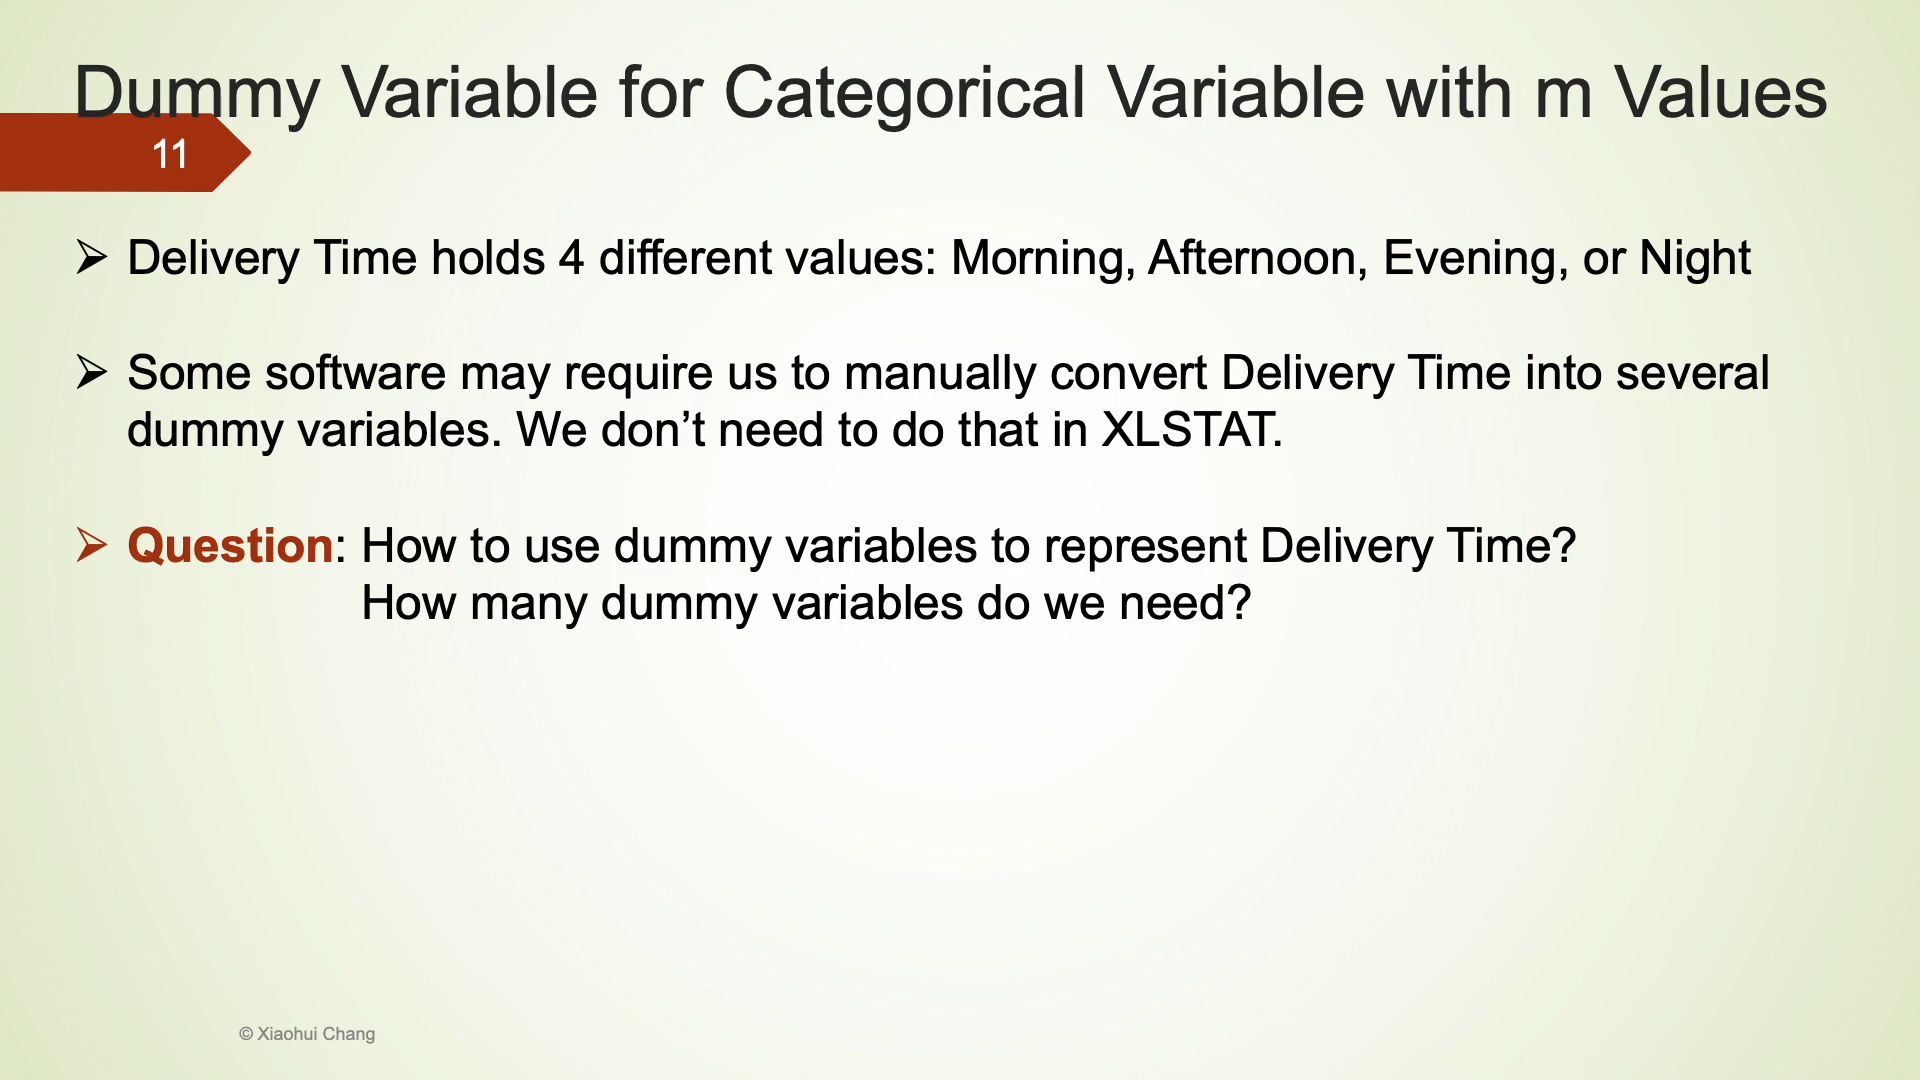 Dummy Variable for Categorical Variable with m Values
11
➢ Delivery Time holds 4 different values: Morning, Afternoon, Evening, or Night
➢ Some software may require us to manually convert Delivery Time into several
dummy variables. We don’t need to do that in XLSTAT.
➢ Question: How to use dummy variables to represent Delivery Time?
How many dummy variables do we need?
© Xiaohui Chang